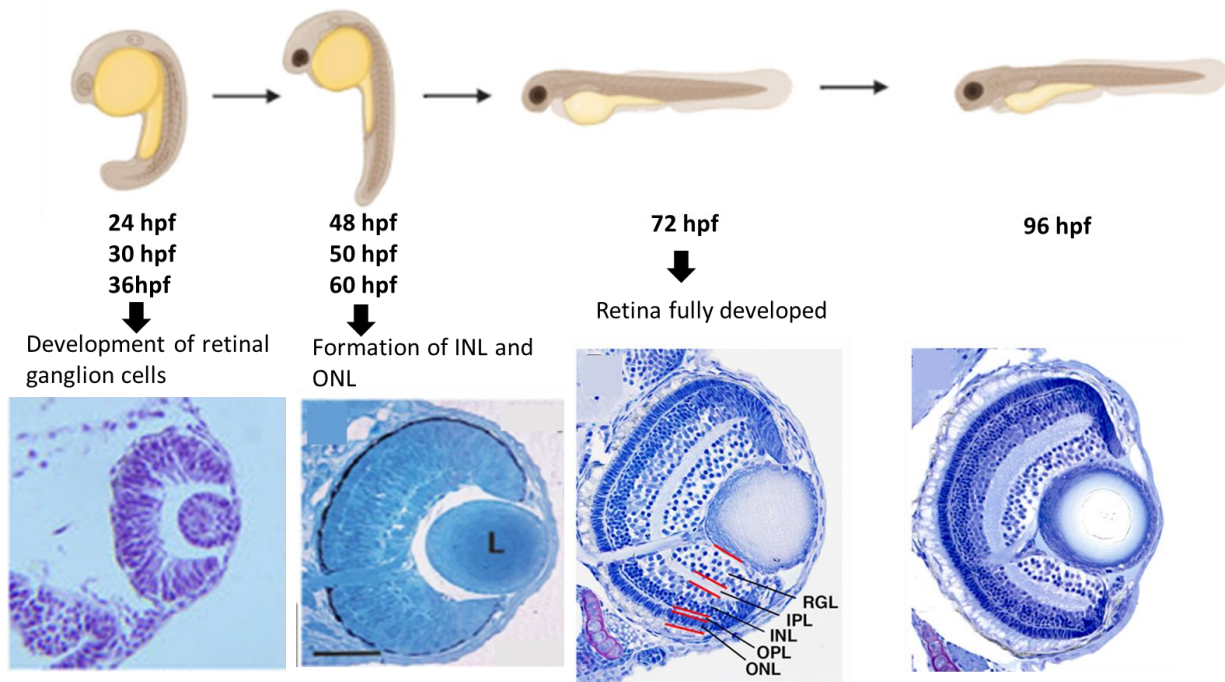 24 hpf
30 hpf
36hpf
48 hpf
50 hpf
60 hpf
72 hpf
96 hpf
Development of retinal
ganglion cells
Formation of INL and
ONL
Retina fully developed
L
RGL
IPL
INL
OPL
ONL